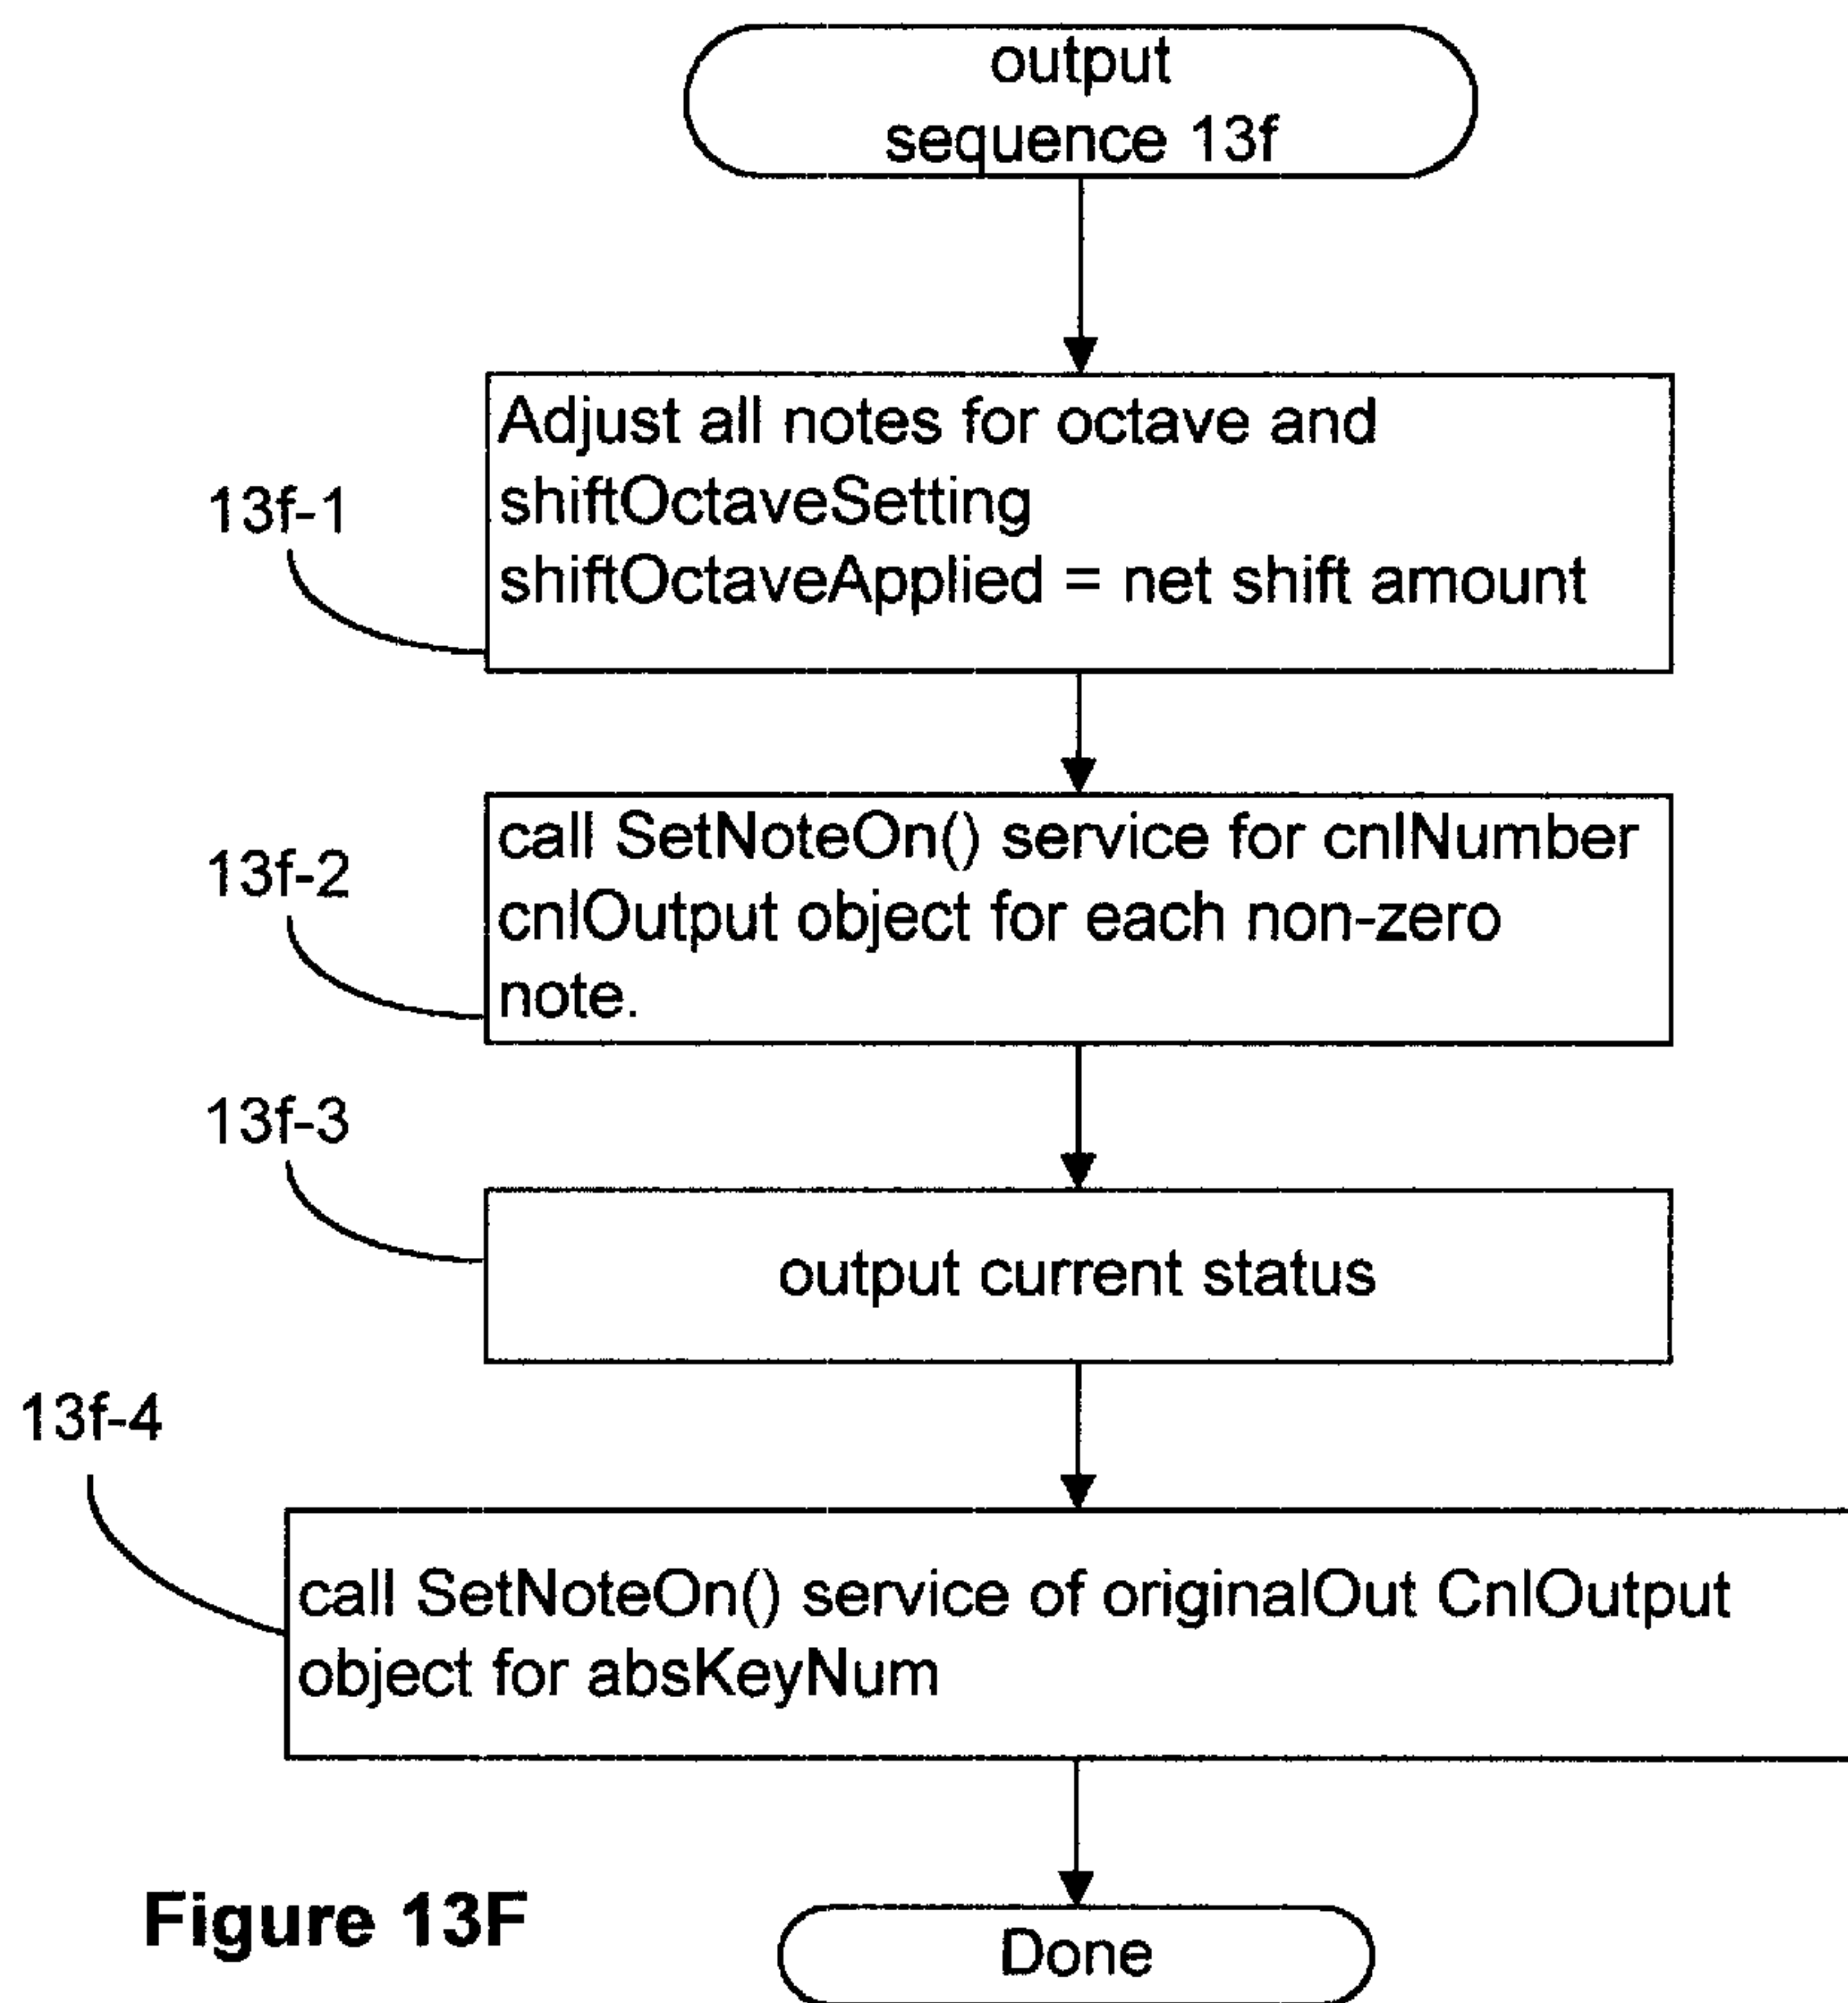 output
sequence 13f
13f-1
Adjust all notes for octave and
shiftOctaveSetting
shiftOctaveApplied = net shift amount
13f-2
call SetNoteOn() service for cnlNumber
cnlOutput object for each non-zero
note.
13f-3
output current status
13f-4
call SetNoteOn() service of originalOut CnlOutput
object for absKeyNum
Figure 13F
Done